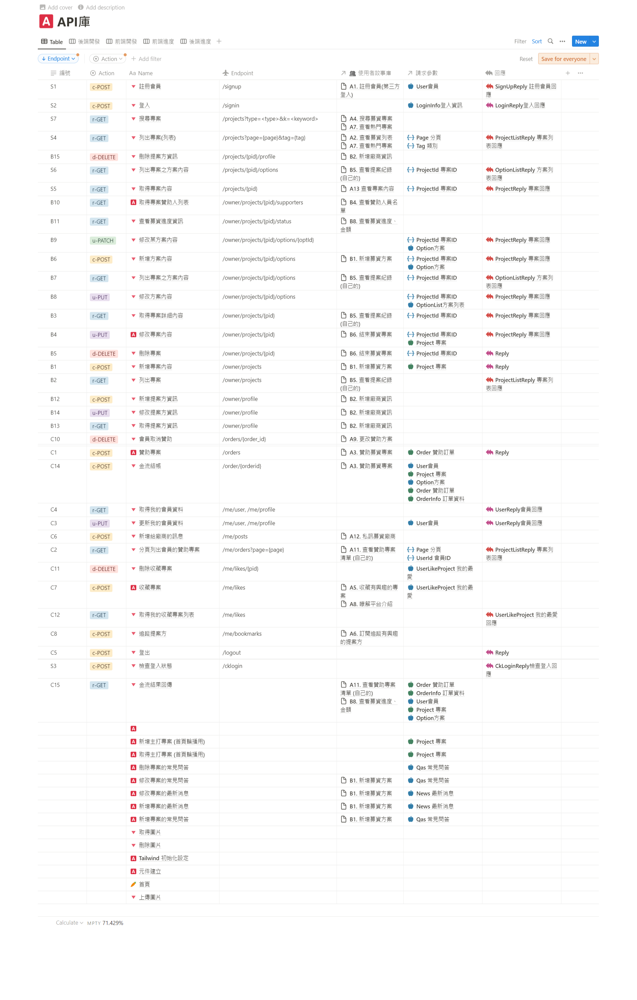 Add cover Add description
A API庫
Table 後端開發 前端開發 前端進度 後端進度 Filter Sort New
Endpoint Action Add filter Reset Save for everyone
編號 Action Aa Name Endpoint 使用者故事庫 請求參數 回應
S1 c-POST 註冊會員 /signup A1. 註冊會員(第三方 User會員 SignUpReply 註冊會員回
登入) 應
S2 c-POST 登入 /signin LoginInfo登入資訊 LoginReply登入回應
S7 r-GET 搜尋專案 /projects?type=<type>&k=<keyword> A4. 搜尋募資專案
A7. 查看熱門專案
S4 r-GET 列出專案(列表) /projects?page={page}&tag={tag} A2. 查看募資列表 Page 分頁 ProjectListReply 專案列
A7. 查看熱門專案 Tag 類別 表回應
B15 d-DELETE 刪除提案方資訊 /projects/{pid}/profile B2. 新增廠商資訊
S6 r-GET 列出專案之方案內容 /projects/{pid}/options B5. 查看提案紀錄 ProjectId 專案ID OptionListReply 方案列
(自己的) 表回應
S5 r-GET 取得專案內容 /projects/{pid} A13 查看專案內容 ProjectId 專案ID ProjectReply 專案回應
B10 r-GET A 取得專案贊助人列表 /owner/projects/{pid}/supporters B4. 查看贊助人員名
單
B11 r-GET 查看募資進度資訊 /owner/projects/{pid}/status B8. 查看募資進度、
金額
B9 u-PATCH 修改某方案內容 /owner/projects/{pid}/options/{optId} ProjectId 專案ID ProjectReply 專案回應
Option方案
B6 c-POST 新增方案內容 /owner/projects/{pid}/options B1. 新增募資方案 ProjectId 專案ID ProjectReply 專案回應
Option方案
B7 r-GET 列出專案之方案內容 /owner/projects/{pid}/options B5. 查看提案紀錄 ProjectId 專案ID OptionListReply 方案列
(自己的) 表回應
B8 u-PUT 修改方案內容 /owner/projects/{pid}/options ProjectId 專案ID ProjectReply 專案回應
OptionList方案列表
B3 r-GET 取得專案詳細內容 /owner/projects/{pid} B5. 查看提案紀錄 ProjectId 專案ID ProjectReply 專案回應
(自己的)
B4 u-PUT A 修改專案內容 /owner/projects/{pid} B6. 結束募資專案 ProjectId 專案ID ProjectReply 專案回應
Project 專案
B5 d-DELETE 刪除專案 /owner/projects/{pid} B6. 結束募資專案 ProjectId 專案ID Reply
B1 c-POST 新增專案內容 /owner/projects B1. 新增募資方案 Project 專案 Reply
B2 r-GET 列出專案 /owner/projects B5. 查看提案紀錄 ProjectListReply 專案列
(自己的) 表回應
B12 c-POST 新增提案方資訊 /owner/profile B2. 新增廠商資訊
B14 u-PUT 修改提案方資訊 /owner/profile B2. 新增廠商資訊
B13 r-GET 取得提案方資訊 /owner/profile B2. 新增廠商資訊
C10 d-DELETE 會員取消贊助 /orders/{order_id} A9. 更改贊助方案
C1 c-POST A 贊助專案 /orders A3. 贊助募資專案 Order 贊助訂單 Reply
C14 c-POST 金流結帳 /order/{orderid} A3. 贊助募資專案 User會員
Project 專案
Option方案
Order 贊助訂單
OrderInfo 訂單資料
C4 r-GET 取得我的會員資料 /me/user, /me/profile UserReply會員回應
C3 u-PUT 更新我的會員資料 /me/user, /me/profile User會員 UserReply會員回應
C6 c-POST 新增給廠商的訊息 /me/posts A12. 私訊募資廠商
C2 r-GET 分頁列出會員的贊助專案 /me/orders?page={page} A11. 查看贊助專案 Page 分頁 ProjectListReply 專案列
清單 (自己的) UserId 會員ID 表回應
C11 d-DELETE 刪除收藏專案 /me/likes/{pid} UserLikeProject 我的最
愛
C7 c-POST A 收藏專案 /me/likes A5. 收藏有興趣的專 UserLikeProject 我的最
案 愛
A8. 瞭解平台介紹
C12 r-GET 取得我的收藏專案列表 /me/likes UserLikeProject 我的最愛
回應
C8 c-POST 追蹤提案方 /me/bookmarks A6. 訂閱追蹤有興趣
的提案方
C5 c-POST 登出 /logout Reply
S3 c-POST 檢查登入狀態 /cklogin CkLoginReply檢查登入回
應
C15 r-GET 金流結果回傳 A11. 查看贊助專案 Order 贊助訂單
清單 (自己的) OrderInfo 訂單資料
B8. 查看募資進度、 User會員
金額 Project 專案
Option方案
A
A 新增主打專案 (首頁輪播用) Project 專案
A 取得主打專案 (首頁輪播用) Project 專案
A 刪除專案的常見問答 Qas 常見問答
A 修改專案的常見問答 B1. 新增募資方案 Qas 常見問答
A 修改專案的最新消息 B1. 新增募資方案 News 最新消息
A 新增專案的最新消息 B1. 新增募資方案 News 最新消息
A 新增專案的常見問答 B1. 新增募資方案 Qas 常見問答
取得圖片
刪除圖片
A Tailwind 初始化設定
A 元件建立
首頁
上傳圖片
Calculate MPTY 71.429%